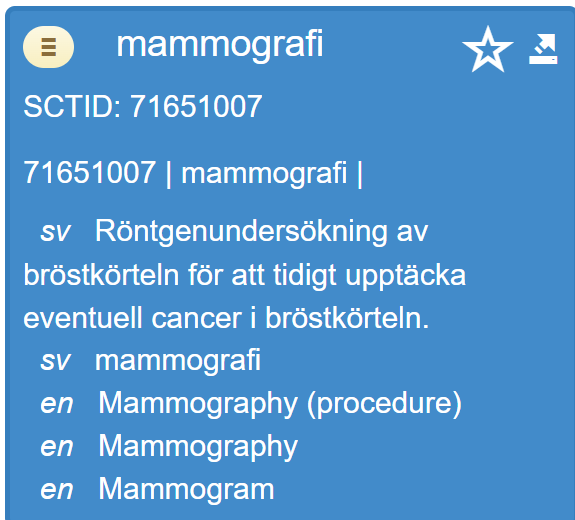 mammografi
SCTID: 71651007
71651007 | mammografi |
sv Röntgenundersökning av
bröstkörteln för att tidigt upptäcka
eventuell cancer i bröstkörteln.
sv mammografi
en Mammography (procedure)
en Mammography
en Mammogram